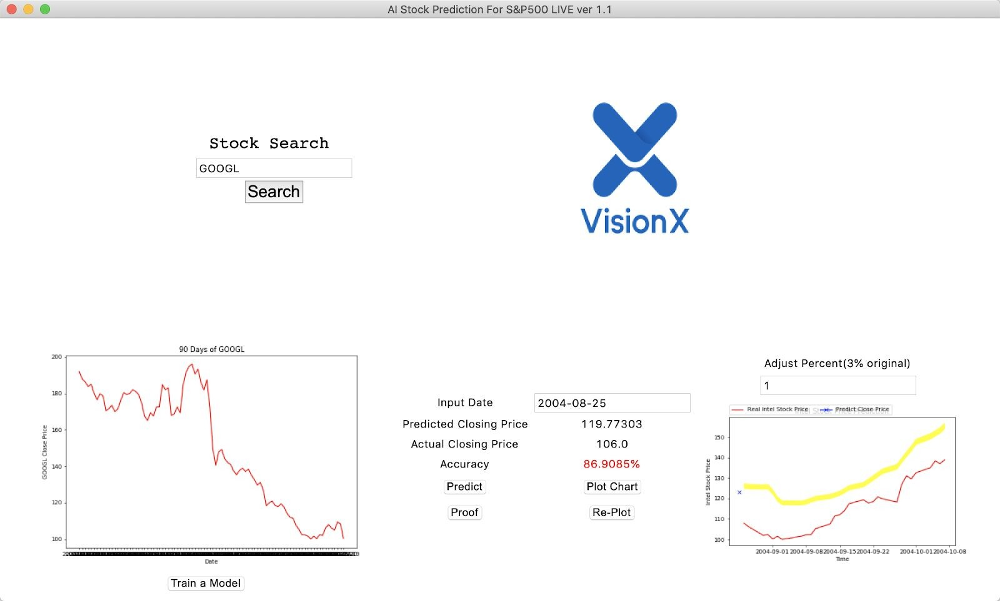 AI Stock Prediction For S&P500 LIVE ver 1.1
Stock Search
GOOGL
Search
VisionX
90 Days of GOOGL
200
180
160
140
120
100
GOOGL Close Price
Date
Train a Model
Input Date 2004-08-25
Predicted Closing Price 119.77303
Actual Closing Price 106.0
Accuracy 86.9085%
Predict Plot Chart
Proof Re-Plot
Adjust Percent(3% original)
1
Real Intel Stock Price Predict Close Price
Intel Stock Price Prediction
150
140
130
120
110
100
Intel Stock Price
2004-09-01 2004-09-08 2004-09-15 2004-09-22 2004-10-01 2004-10-08
Time